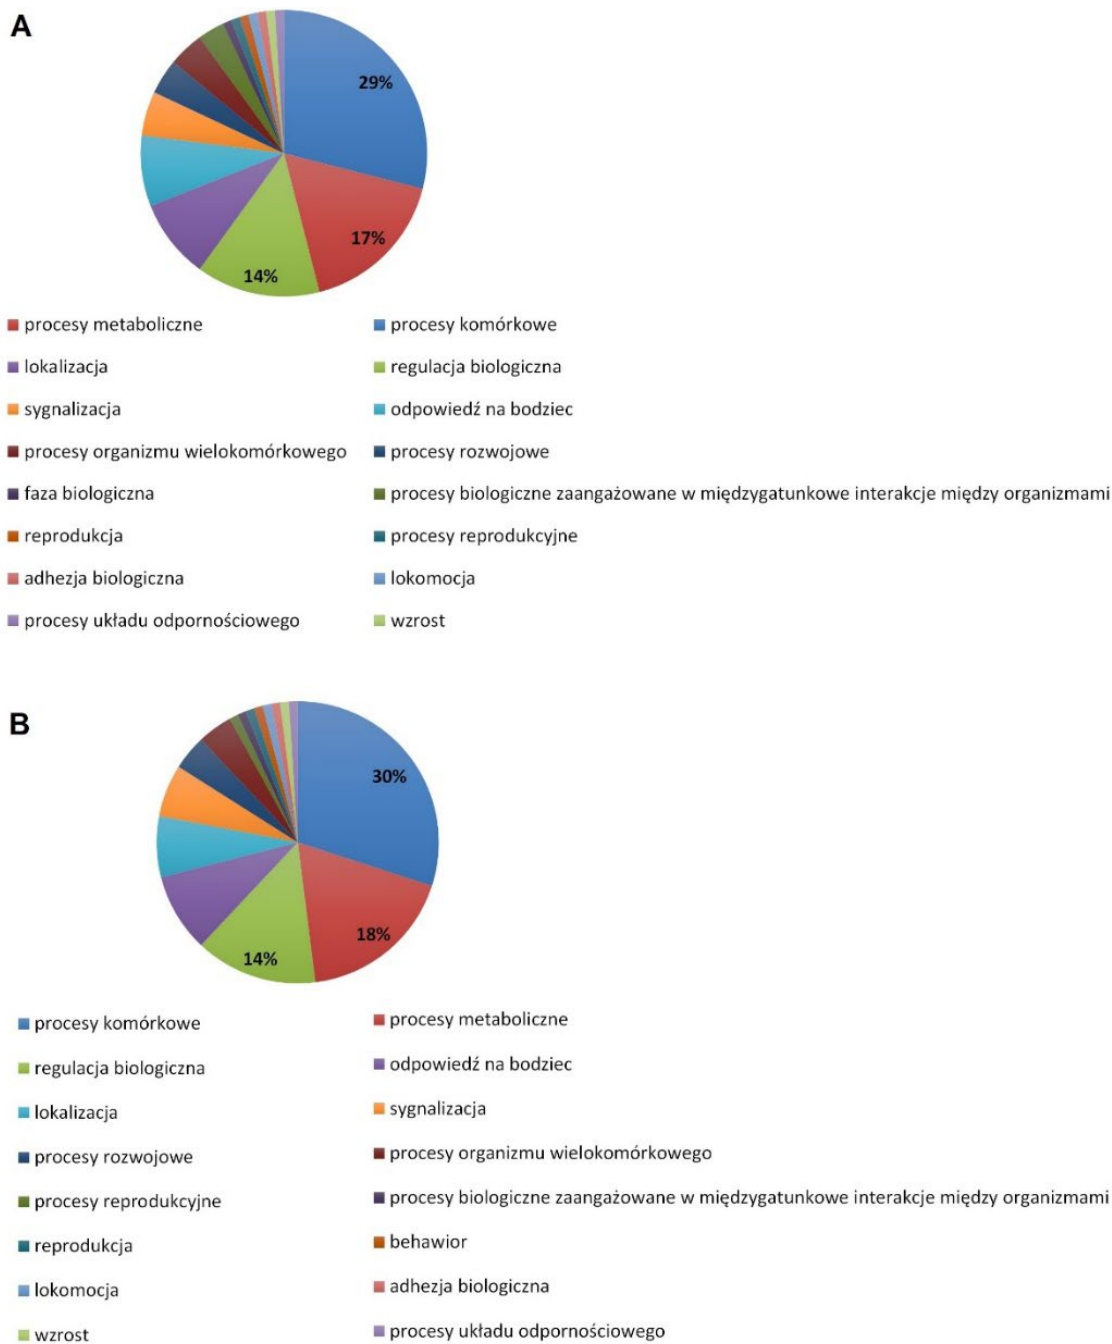 A
29%
17%
14%
procesy metaboliczne
procesy komórkowe
lokalizacja
regulacja biologiczna
sygnalizacja
odpowiedź na bodziec
procesy organizmu wielokomórkowego
procesy rozwojowe
faza biologiczna
procesy biologiczne zaangażowane w międzygatunkowe interakcje między organizmami
reprodukcja
procesy reprodukcyjne
adhezja biologiczna
lokomocja
procesy układu odpornościowego
wzrost
B
30%
18%
14%
procesy komórkowe
procesy metaboliczne
regulacja biologiczna
odpowiedź na bodziec
lokalizacja
sygnalizacja
procesy rozwojowe
procesy organizmu wielokomórkowego
procesy reprodukcyjne
procesy biologiczne zaangażowane w międzygatunkowe interakcje między organizmami
reprodukcja
behawior
lokomocja
adhezja biologiczna
wzrost
procesy układu odpornościowego